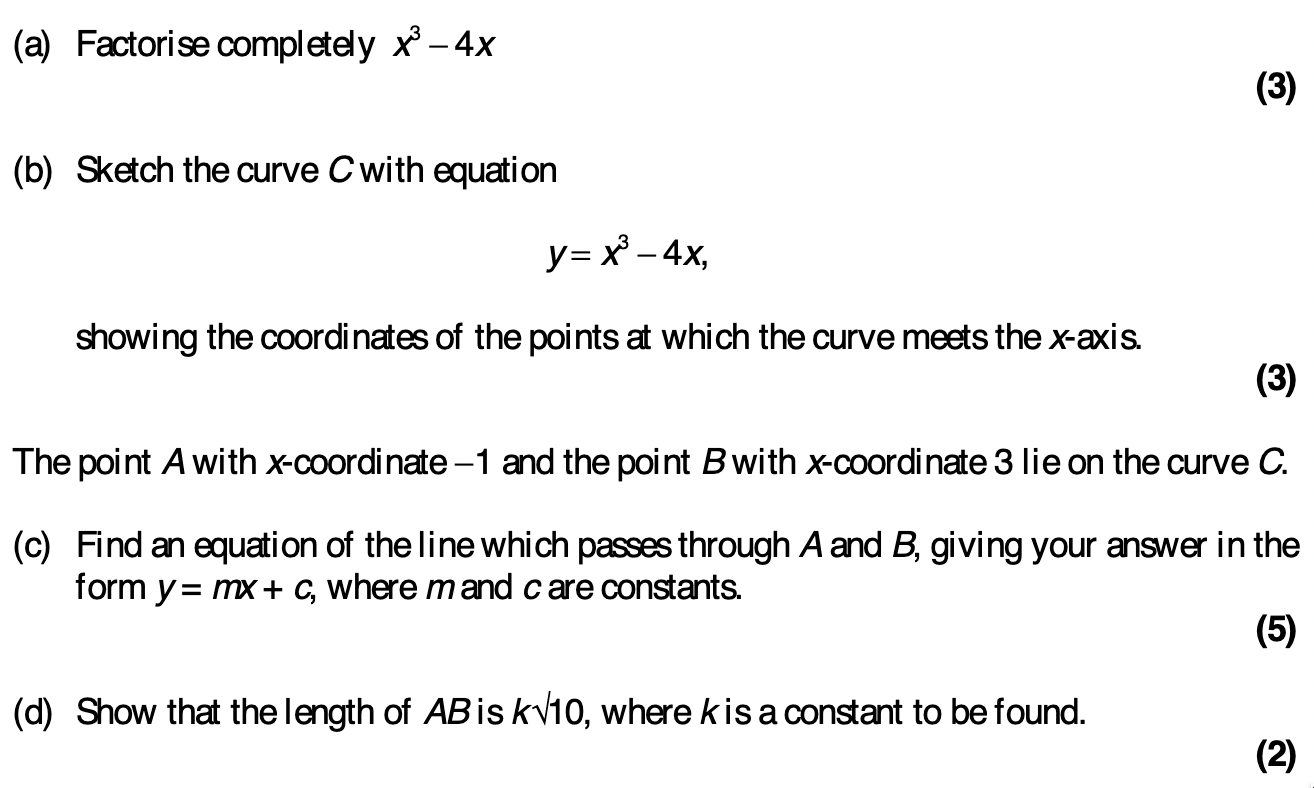 (a) Factorise completely x³ – 4x
(3)
(b) Sketch the curve C with equation
y = x³ – 4x,
showing the coordinates of the points at which the curve meets the x-axis.
(3)
The point A with x-coordinate –1 and the point B with x-coordinate 3 lie on the curve C.
(c) Find an equation of the line which passes through A and B, giving your answer in the
form y = mx + c, where m and c are constants.
(5)
(d) Show that the length of AB is k√10, where k is a constant to be found.
(2)